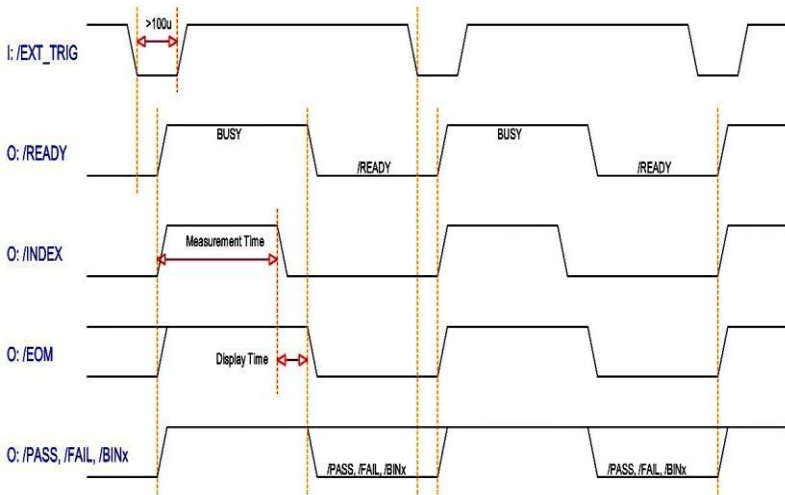 >100u
I: /EXT_TRIG
BUSY
BUSY
O: /READY
/READY
/READY
Measurement Time
O: /INDEX
O: /EOM
Display Time
O: /PASS, /FAIL, /BINx
/PASS, /FAIL, /BINx
/PASS, /FAIL, /BINx